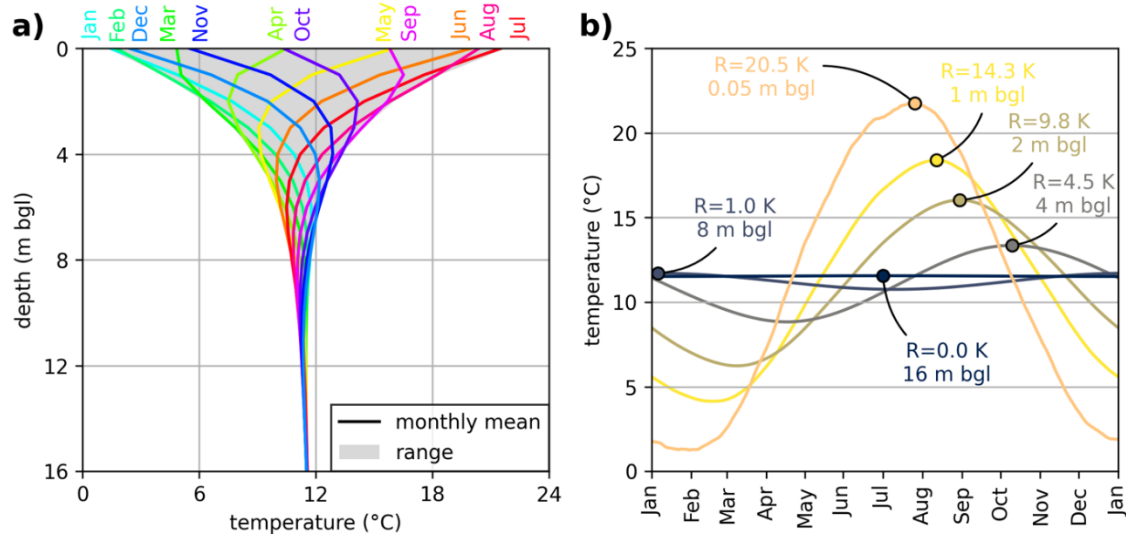 a)
Jan
Feb
Dec
Mar
Nov
Apr
Oct
May
Sep
Jun
Aug
Jul
0
4
8
12
16
depth (m bgl)
0
6
12
18
24
temperature (°C)
monthly mean
range
b)
25
20
15
10
5
0
temperature (°C)
R=20.5 K
0.05 m bgl
R=14.3 K
1 m bgl
R=9.8 K
2 m bgl
R=4.5 K
4 m bgl
R=1.0 K
8 m bgl
R=0.0 K
16 m bgl
Jan
Feb
Mar
Apr
May
Jun
Jul
Aug
Sep
Oct
Nov
Dec
Jan